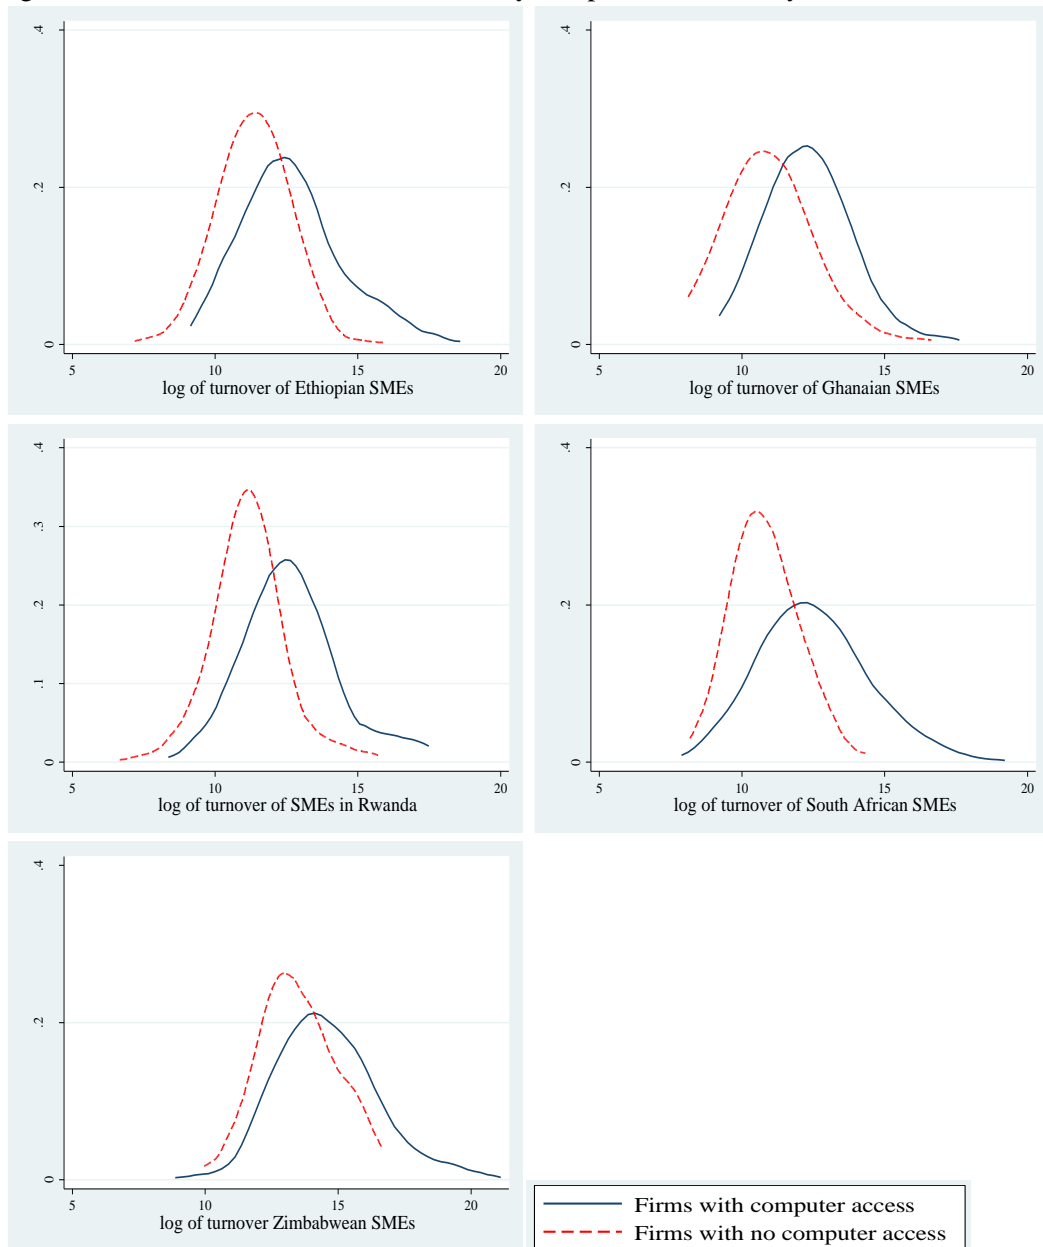 .4
.2
0
5 10 15 20
log of turnover of Ethiopian SMEs
.4
.2
0
5 10 15 20
log of turnover of Ghanaian SMEs
.4
.3
.2
.1
0
5 10 15 20
log of turnover of SMEs in Rwanda
.4
.2
0
5 10 15 20
log of turnover of South African SMEs
.4
.2
0
5 10 15 20
log of turnover Zimbabwean SMEs
Firms with computer access
Firms with no computer access